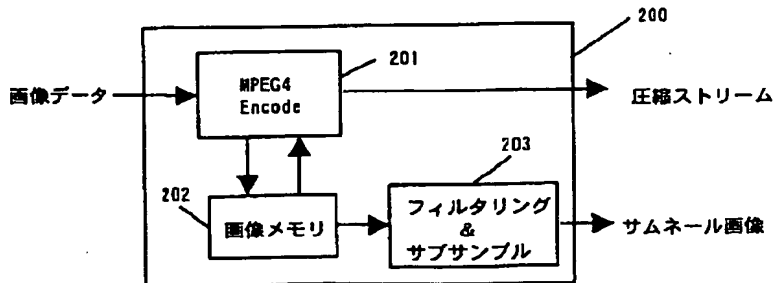 200
201
画像データ
MPEG4
Encode
圧縮ストリーム
203
202
画像メモリ
フィルタリング
&
サブサンプル
サムネール画像